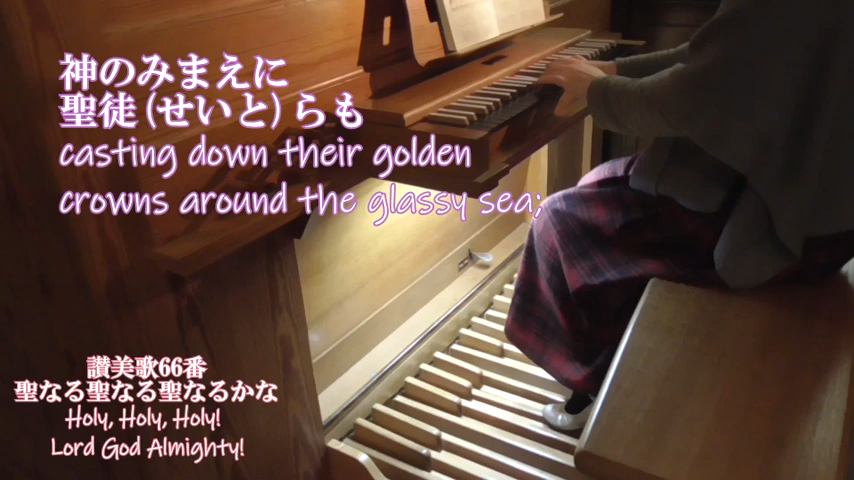 神のみまえに
聖徒(せいと)らも
casting down their golden
crowns around the glassy sea;
讃美歌66番
聖なる聖なる聖なるかな
Holy, Holy, Holy!
Lord God Almighty!